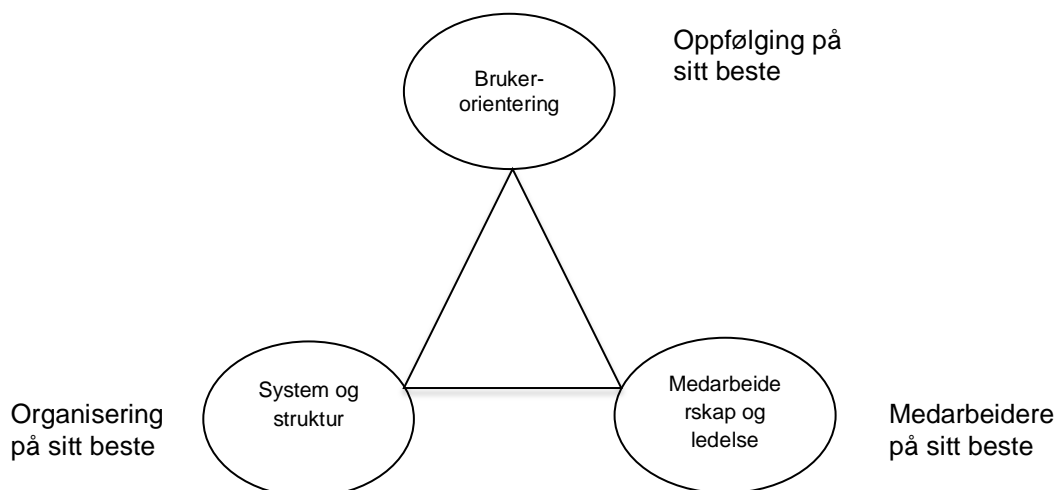 Oppfølging på
sitt beste
Bruker-
orientering
System og
struktur
Medarbeide
rskap og
ledelse
Organisering
på sitt beste
Medarbeidere
på sitt beste